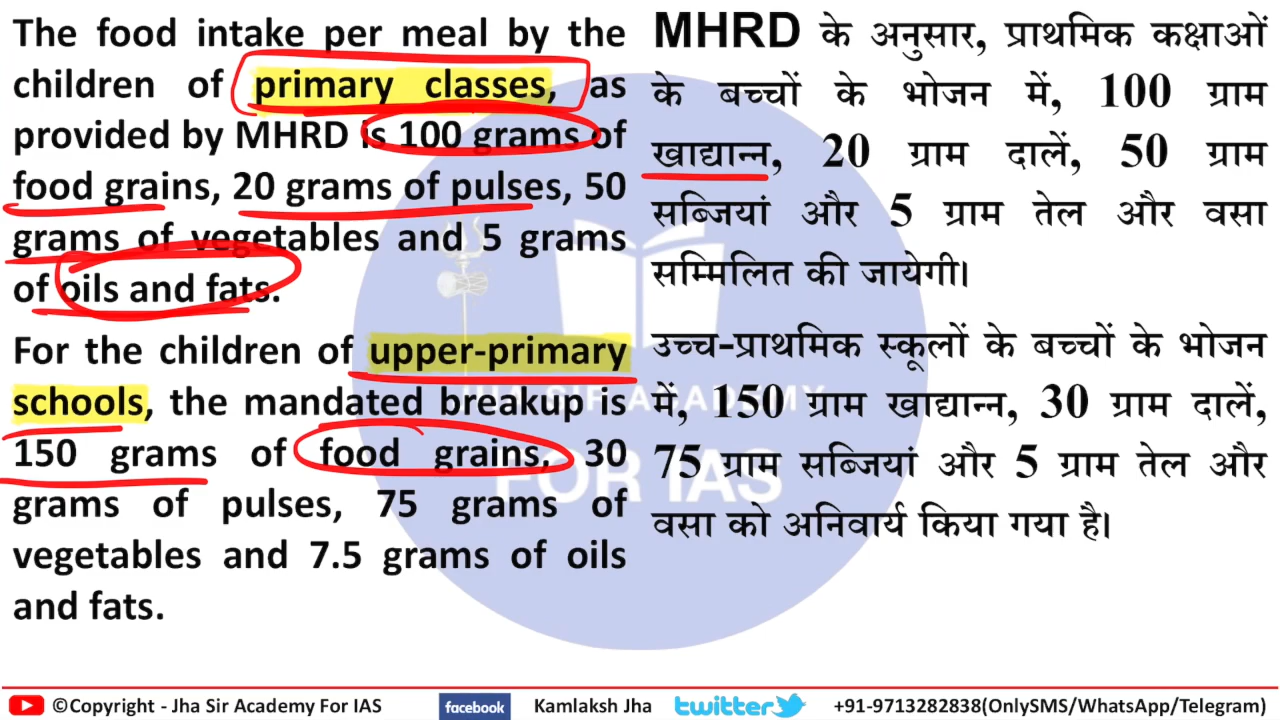 The food intake per meal by the
children of primary classes, as
provided by MHRD is 100 grams of
food grains, 20 grams of pulses, 50
grams of vegetables and 5 grams
of oils and fats.
For the children of upper-primary
schools, the mandated breakup is
150 grams of food grains, 30
grams of pulses, 75 grams of
vegetables and 7.5 grams of oils
and fats.
MHRD के अनुसार, प्राथमिक कक्षाओं
के बच्चों के भोजन में, 100 ग्राम
खाद्यान्न, 20 ग्राम दालें, 50 ग्राम
सब्जियां और 5 ग्राम तेल और वसा
सम्मिलित की जायेगी।
उच्च-प्राथमिक स्कूलों के बच्चों के भोजन
में, 150 ग्राम खाद्यान्न, 30 ग्राम दालें,
75 ग्राम सब्जियां और 5 ग्राम तेल और
वसा को अनिवार्य किया गया है।
JHA SIR ACADEMY
FOR IAS
©Copyright - Jha Sir Academy For IAS facebook Kamlaksh Jha twitter +91-9713282838(OnlySMS/WhatsApp/Telegram)